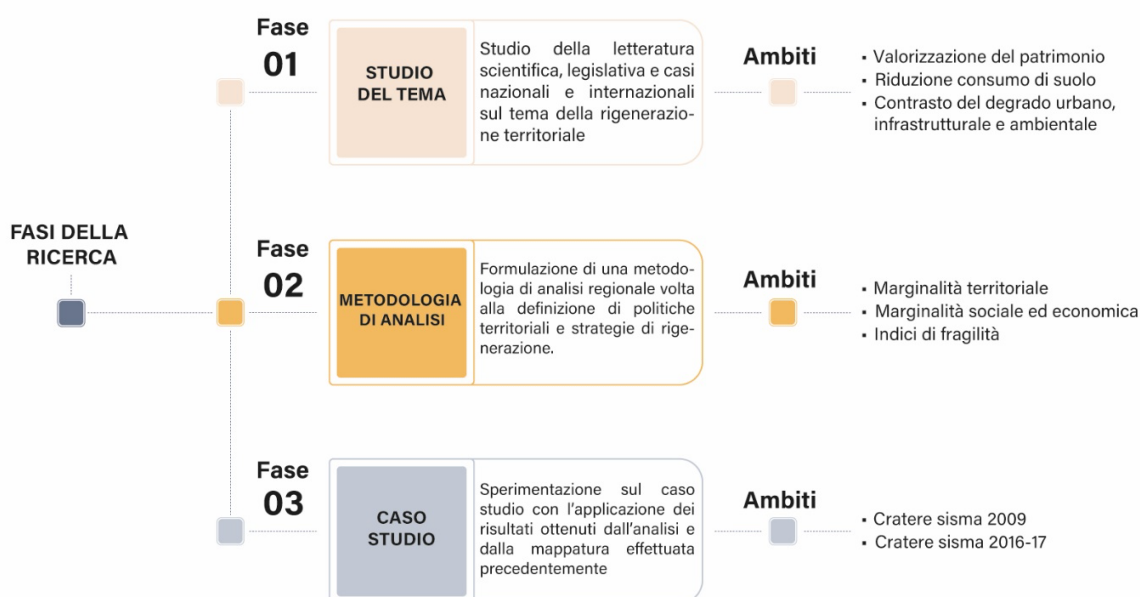 Fase
01
STUDIO
DEL TEMA
Studio della letteratura
scientifica, legislativa e casi
nazionali e internazionali
sul tema della rigenerazio-
ne territoriale
Ambiti
▪ Valorizzazione del patrimonio
▪ Riduzione consumo di suolo
▪ Contrasto del degrado urbano,
infrastrutturale e ambientale
FASI DELLA
RICERCA
Fase
02
METODOLOGIA
DI ANALISI
Formulazione di una metodo-
logia di analisi regionale volta
alla definizione di politiche
territoriali e strategie di rige-
nerazione.
Ambiti
▪ Marginalità territoriale
▪ Marginalità sociale ed economica
▪ Indici di fragilità
Fase
03
CASO
STUDIO
Sperimentazione sul caso
studio con l'applicazione dei
risultati ottenuti dall'analisi e
dalla mappatura effettuata
precedentemente
Ambiti
▪ Cratere sisma 2009
▪ Cratere sisma 2016-17